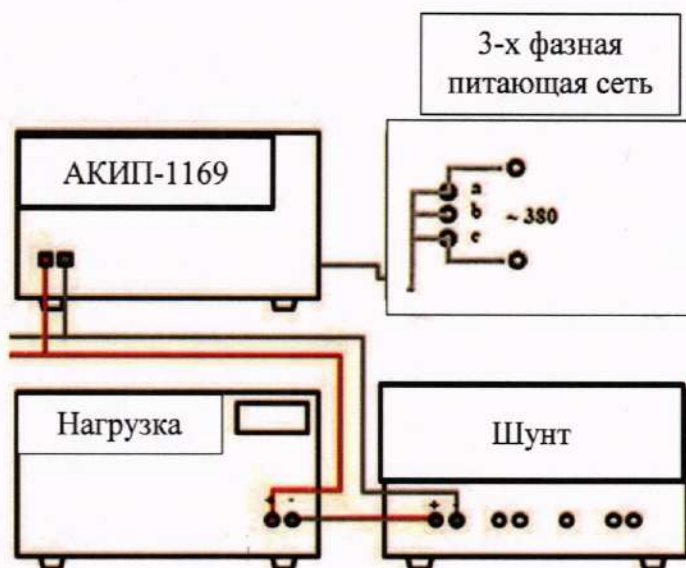 3-х фазная
питающая сеть
АКИП-1169
a
b
c
~ 380
Нагрузка
Шунт
+ -
+ -